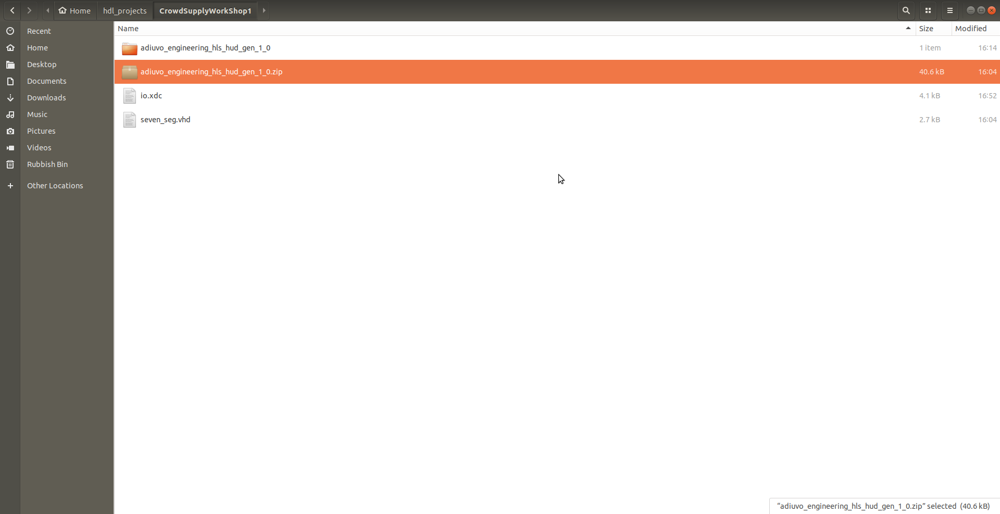 Home hdl_projects CrowdSupplyWorkShop1
Recent
Home
Desktop
Documents
Downloads
Music
Pictures
Videos
Rubbish Bin
Other Locations
Name Size Modified
adiuvo_engineering_hls_hud_gen_1_0 1 item 16:14
adiuvo_engineering_hls_hud_gen_1_0.zip 40.6 kB 16:04
io.xdc 4.1 kB 16:52
seven_seg.vhd 2.7 kB 16:04
“adiuvo_engineering_hls_hud_gen_1_0.zip” selected (40.6 kB)